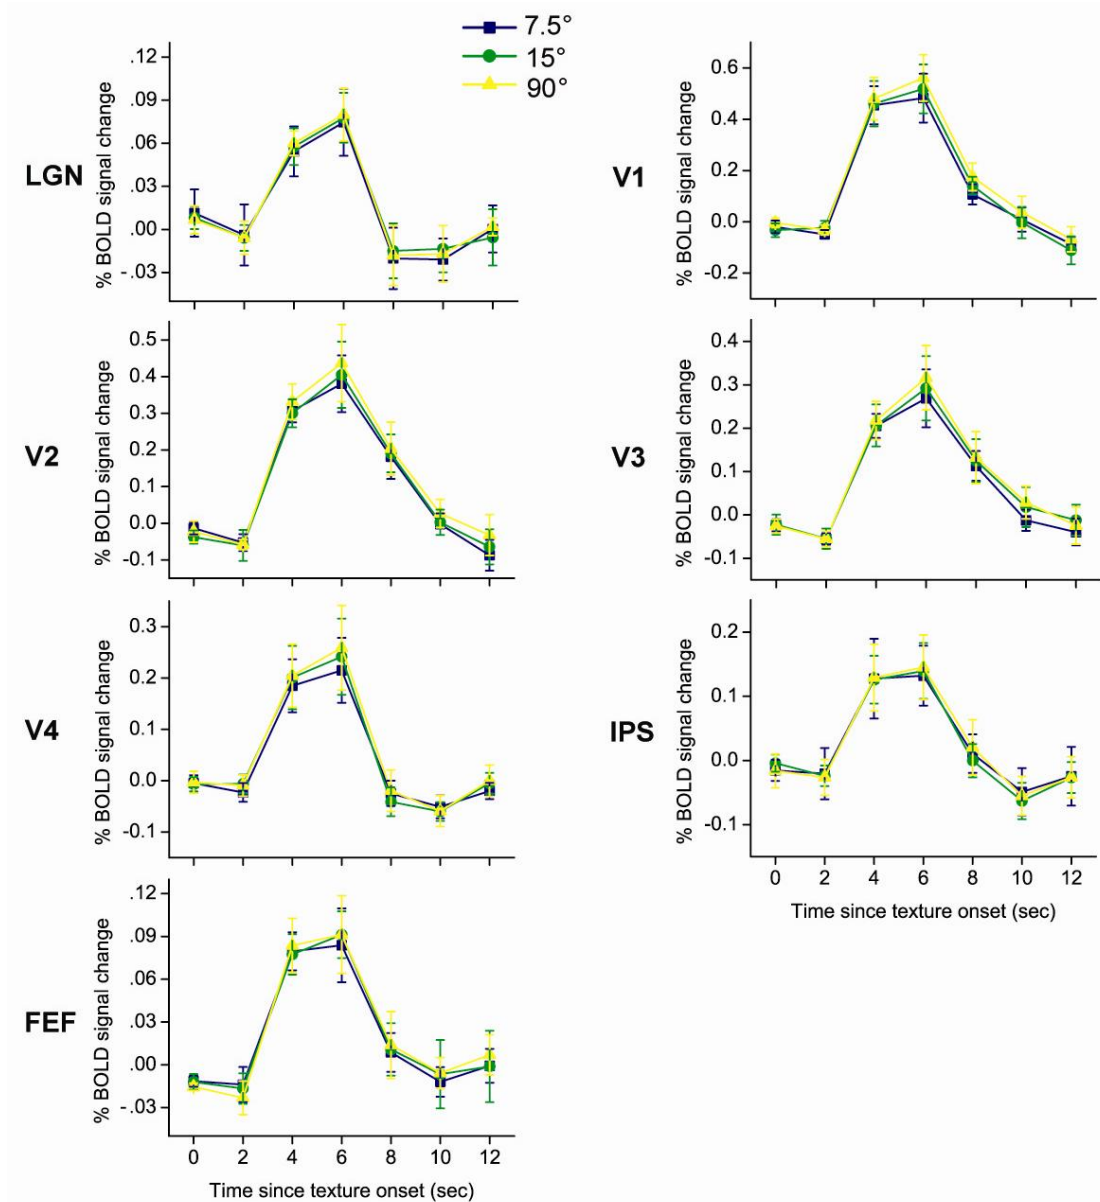 7.5°
15°
90°
LGN
% BOLD signal change
.12
.09
.06
.03
.00
-.03
V1
% BOLD signal change
0.6
0.4
0.2
0.0
-0.2
V2
% BOLD signal change
0.5
0.4
0.3
0.2
0.1
0.0
-0.1
V3
% BOLD signal change
0.4
0.3
0.2
0.1
0.0
-0.1
V4
% BOLD signal change
0.3
0.2
0.1
0.0
-0.1
IPS
% BOLD signal change
0.2
0.1
0.0
-0.1
0 2 4 6 8 10 12
Time since texture onset (sec)
FEF
% BOLD signal change
.12
.09
.06
.03
.00
-.03
0 2 4 6 8 10 12
Time since texture onset (sec)